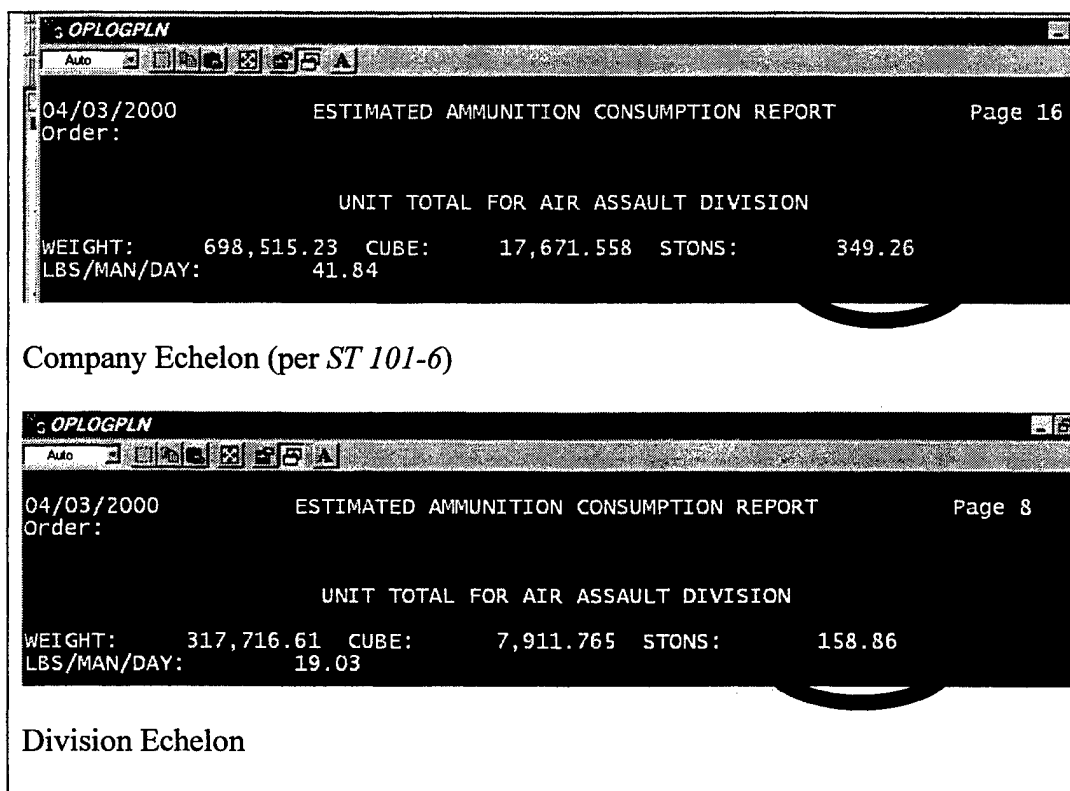 OPLOGPLN
Auto A
04/03/2000 ESTIMATED AMMUNITION CONSUMPTION REPORT Page 16
Order:
UNIT TOTAL FOR AIR ASSAULT DIVISION
WEIGHT: 698,515.23 CUBE: 17,671.558 STONS: 349.26
LBS/MAN/DAY: 41.84
Company Echelon (per ST 101-6)
OPLOGPLN
Auto A
04/03/2000 ESTIMATED AMMUNITION CONSUMPTION REPORT Page 8
Order:
UNIT TOTAL FOR AIR ASSAULT DIVISION
WEIGHT: 317,716.61 CUBE: 7,911.765 STONS: 158.86
LBS/MAN/DAY: 19.03
Division Echelon